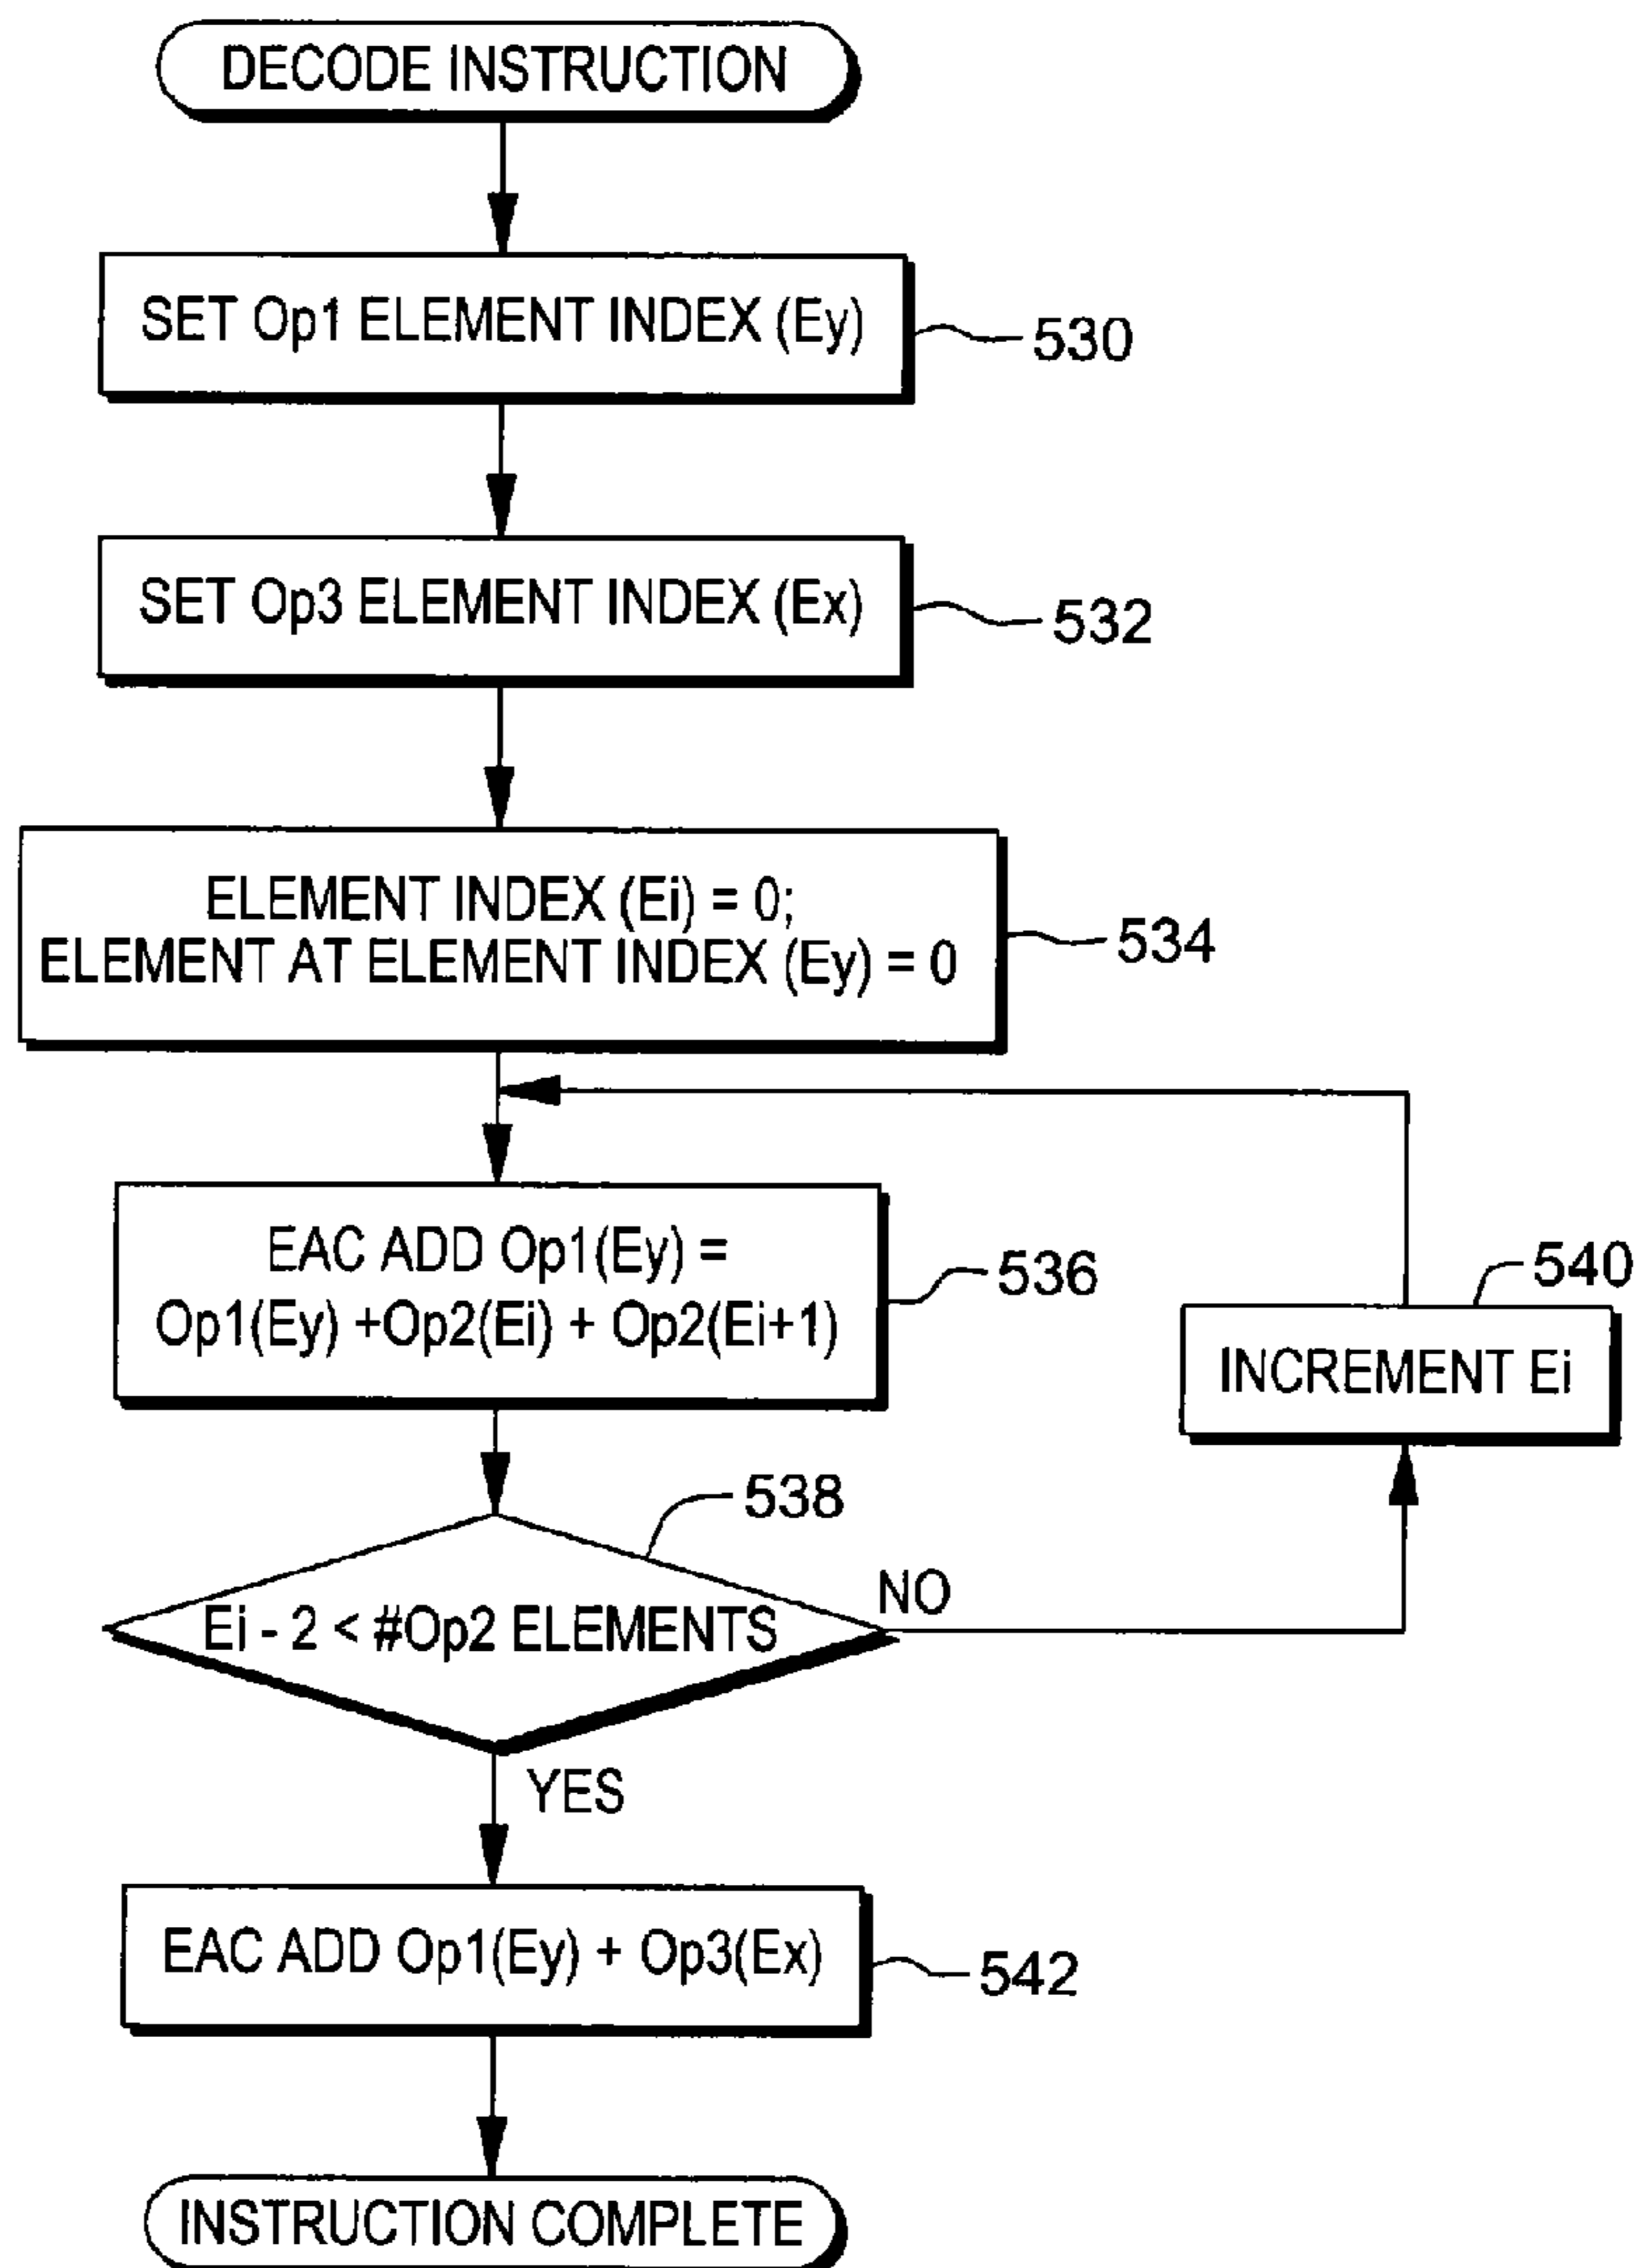 DECODE INSTRUCTION
SET Op1 ELEMENT INDEX (Ey)
530
SET Op3 ELEMENT INDEX (Ex)
532
ELEMENT INDEX (Ei) = 0;
ELEMENT AT ELEMENT INDEX (Ey) = 0
534
EAC ADD Op1(Ey) =
Op1(Ey) +Op2(Ei) + Op2(Ei+1)
536
540
INCREMENT Ei
538
Ei - 2 < #Op2 ELEMENTS
NO
YES
EAC ADD Op1(Ey) + Op3(Ex)
542
INSTRUCTION COMPLETE